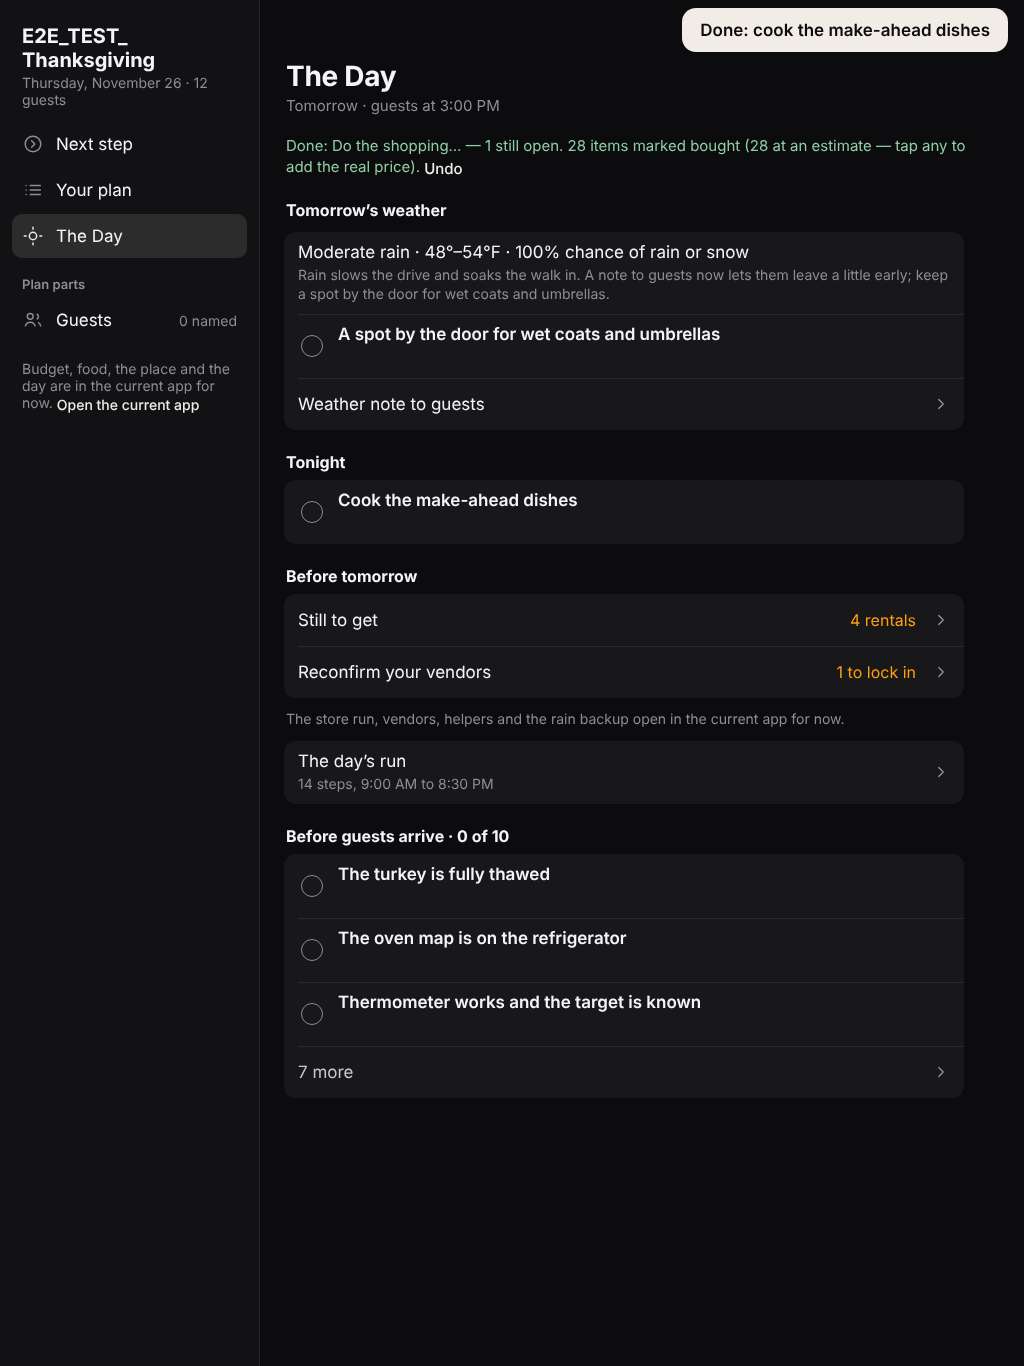 E2E_TEST_
Thanksgiving
Thursday, November 26 · 12
guests
Next step
Your plan
The Day
Plan parts
Guests 0 named
Budget, food, the place and the
day are in the current app for
now. Open the current app
Done: cook the make-ahead dishes
The Day
Tomorrow · guests at 3:00 PM
Done: Do the shopping… — 1 still open. 28 items marked bought (28 at an estimate — tap any to
add the real price). Undo
Tomorrow’s weather
Moderate rain · 48°–54°F · 100% chance of rain or snow
Rain slows the drive and soaks the walk in. A note to guests now lets them leave a little early; keep
a spot by the door for wet coats and umbrellas.
A spot by the door for wet coats and umbrellas
Weather note to guests
Tonight
Cook the make-ahead dishes
Before tomorrow
Still to get 4 rentals
Reconfirm your vendors 1 to lock in
The store run, vendors, helpers and the rain backup open in the current app for now.
The day’s run
14 steps, 9:00 AM to 8:30 PM
Before guests arrive · 0 of 10
The turkey is fully thawed
The oven map is on the refrigerator
Thermometer works and the target is known
7 more